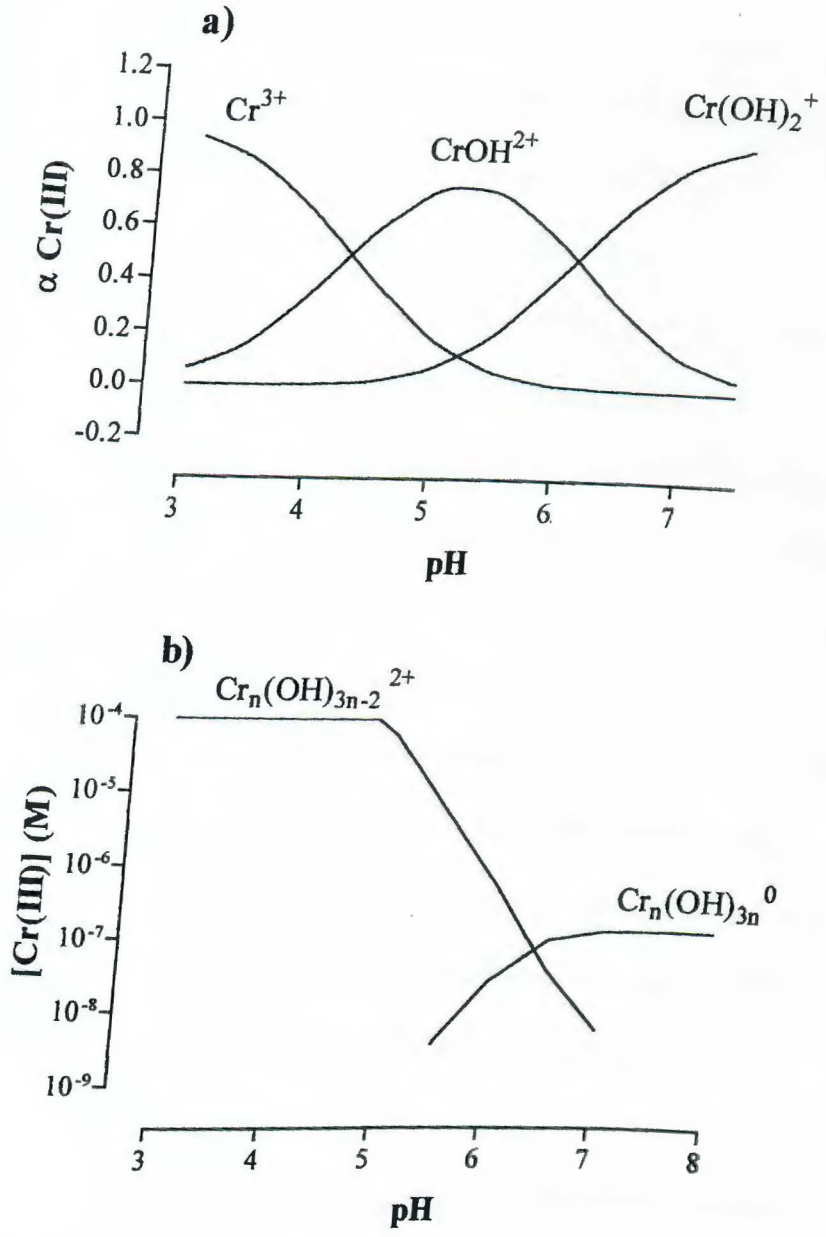 a)
α Cr(III)
1.2
1.0
0.8
0.6
0.4
0.2
0.0
-0.2
Cr³⁺
CrOH²⁺
Cr(OH)₂⁺
3 4 5 6. 7
pH
b)
[Cr(III)] (M)
10⁻⁴
10⁻⁵
10⁻⁶
10⁻⁷
10⁻⁸
10⁻⁹
Crₙ(OH)₃ₙ₋₂ ²⁺
Crₙ(OH)₃ₙ⁰
3 4 5 6 7 8
pH